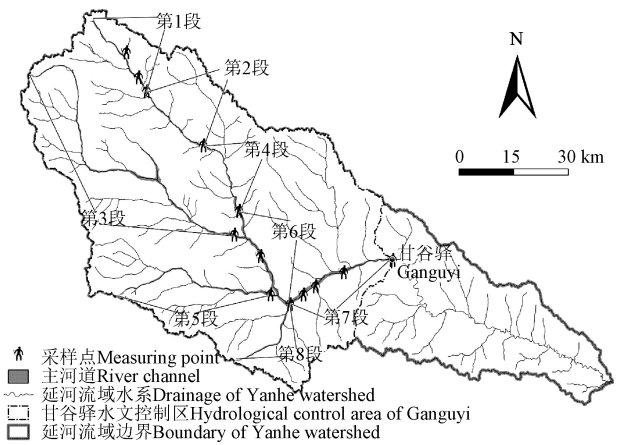 第1段
N
第2段
第4段
0 15 30 km
第3段
第6段
甘谷驿
Ganguyi
第5段
第7段
第8段
采样点Measuring point
主河道River channel
延河流域水系Drainage of Yanhe watershed
甘谷驿水文控制区Hydrological control area of Ganguyi
延河流域边界Boundary of Yanhe watershed